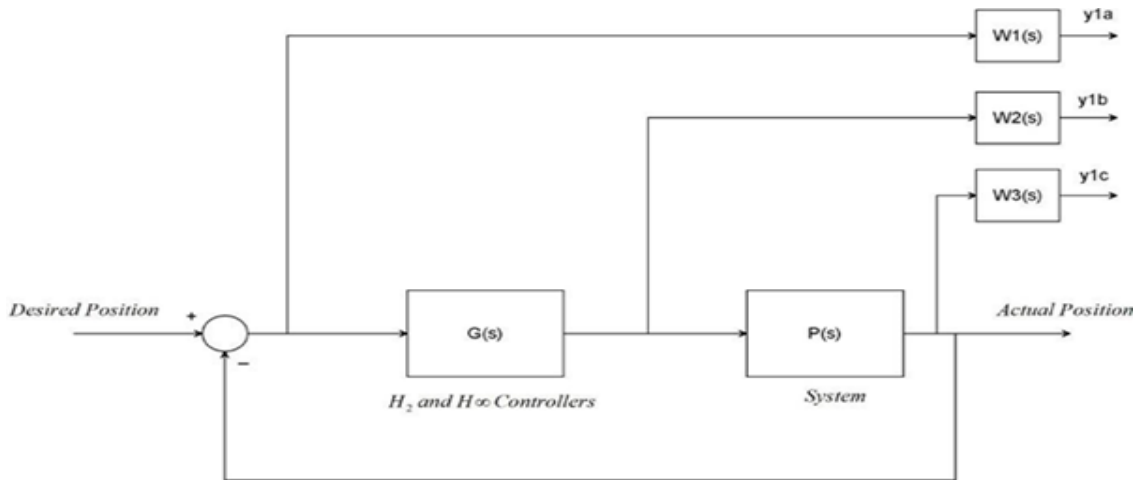 y1a
W1(s)
y1b
W2(s)
y1c
W3(s)
Desired Position
+
G(s)
P(s)
Actual Position
−
H₂ and H∞ Controllers
System